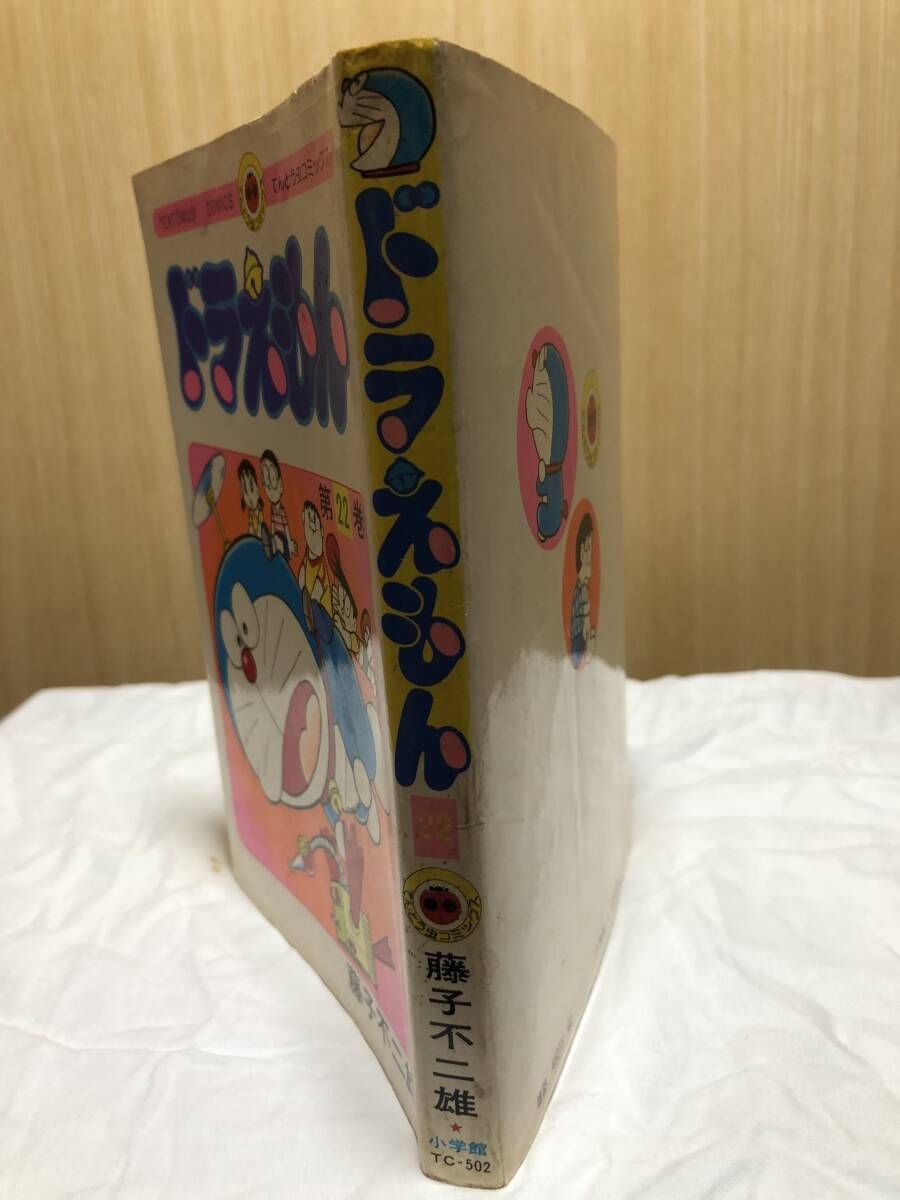 TENTOMUSI COMICS
てんとう虫コミックス
ドラえもん
第22巻
藤子不二雄
ドラえもん
22
てんとう虫コミックス
藤子不二雄
小学館
TC-502